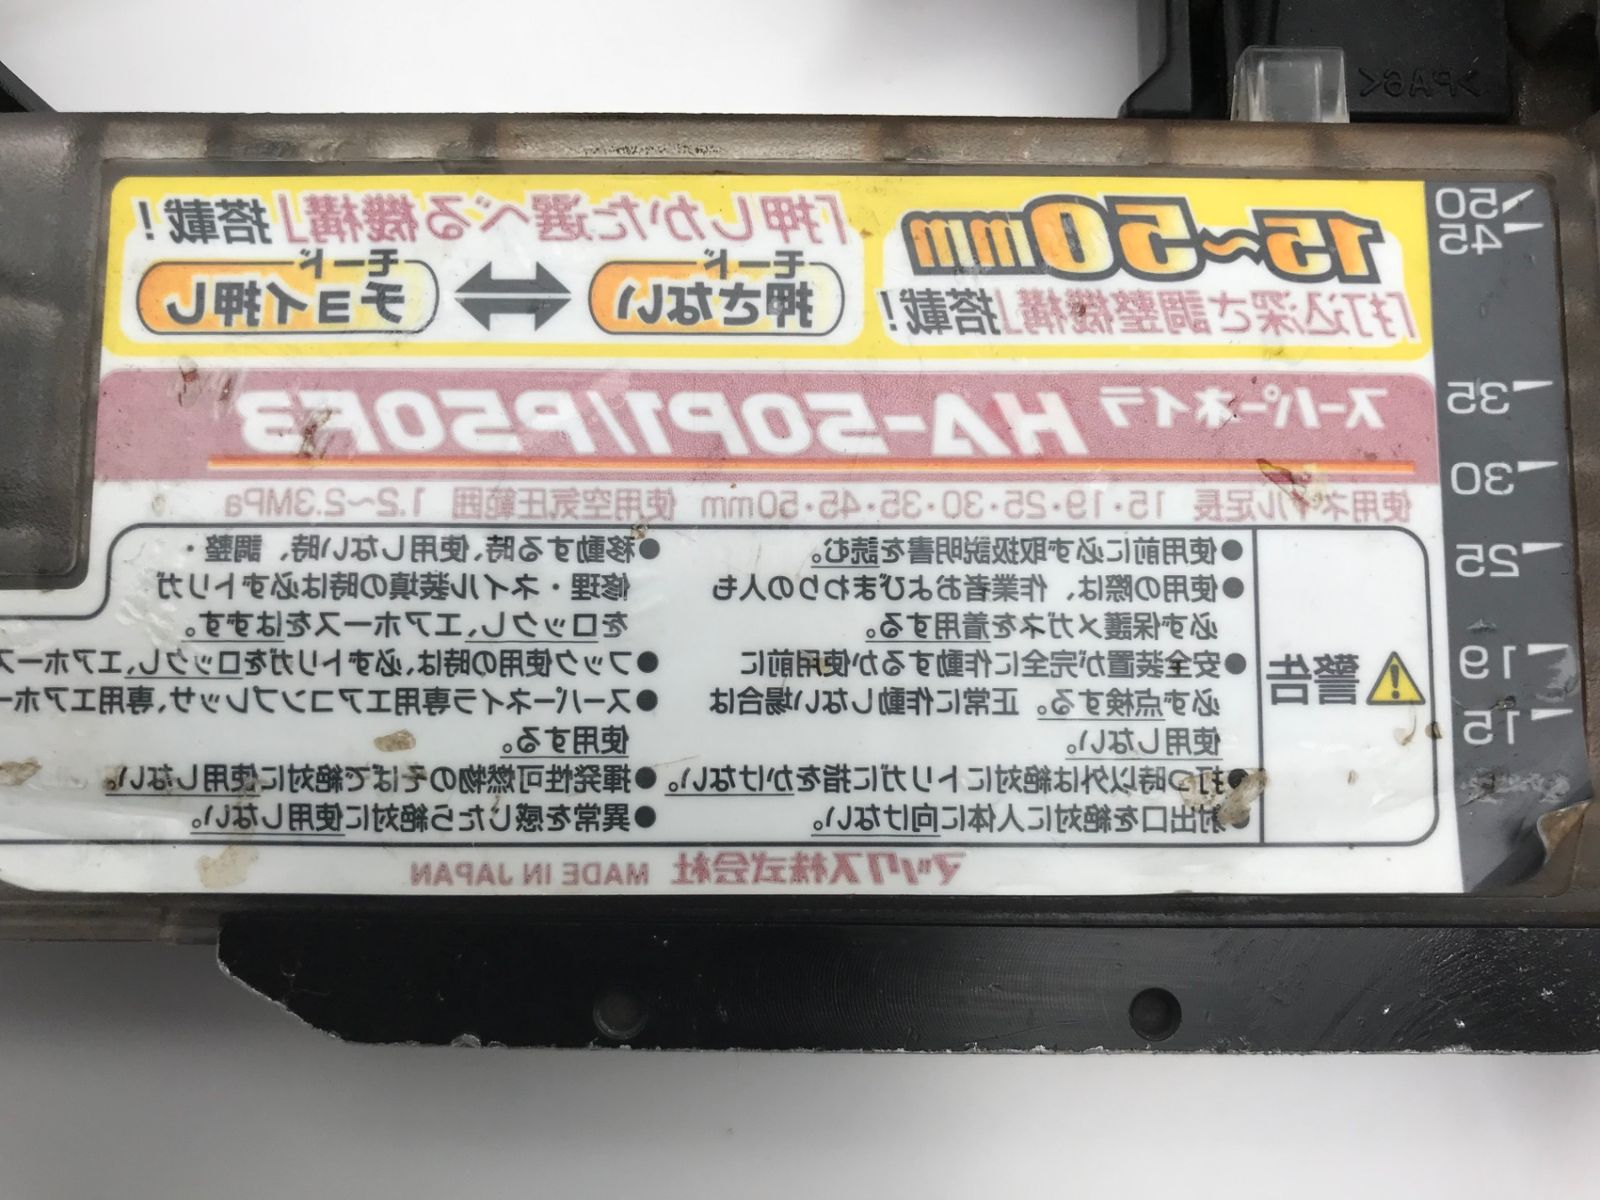 >PA6<
15～50mm
「打込深さ調整機構」搭載！
「押しかた選べる機構」搭載！
押さない
モード
チョイ押し
モード
スーパーネイラ HA-50P1/P50F3
使用ネイル足長 15・19・25・30・35・45・50mm 使用空気圧範囲 1.2～2.3MPa
警告
●使用前に必ず取扱説明書を読む。
●使用の際は、作業者およびまわりの人も
必ず保護メガネを着用する。
●安全装置が完全に作動するか使用前に
必ず点検する。正常に作動しない場合は
使用しない。
●打つ時以外は絶対にトリガに指をかけない。
●射出口を絶対に人体に向けない。
●移動する時、使用しない時、調整・
修理・ネイル装填の時は必ずトリガ
をロックし、エアホースをはずす。
●フック使用の時は、必ずトリガをロックし、エアホース
●スーパーネイラ専用エアコンプレッサ、専用エアホー
使用する。
●揮発性可燃物のそばで絶対に使用しない。
●異常を感じたら絶対に使用しない。
マックス株式会社 MADE IN JAPAN
50
45
35
30
25
19
15